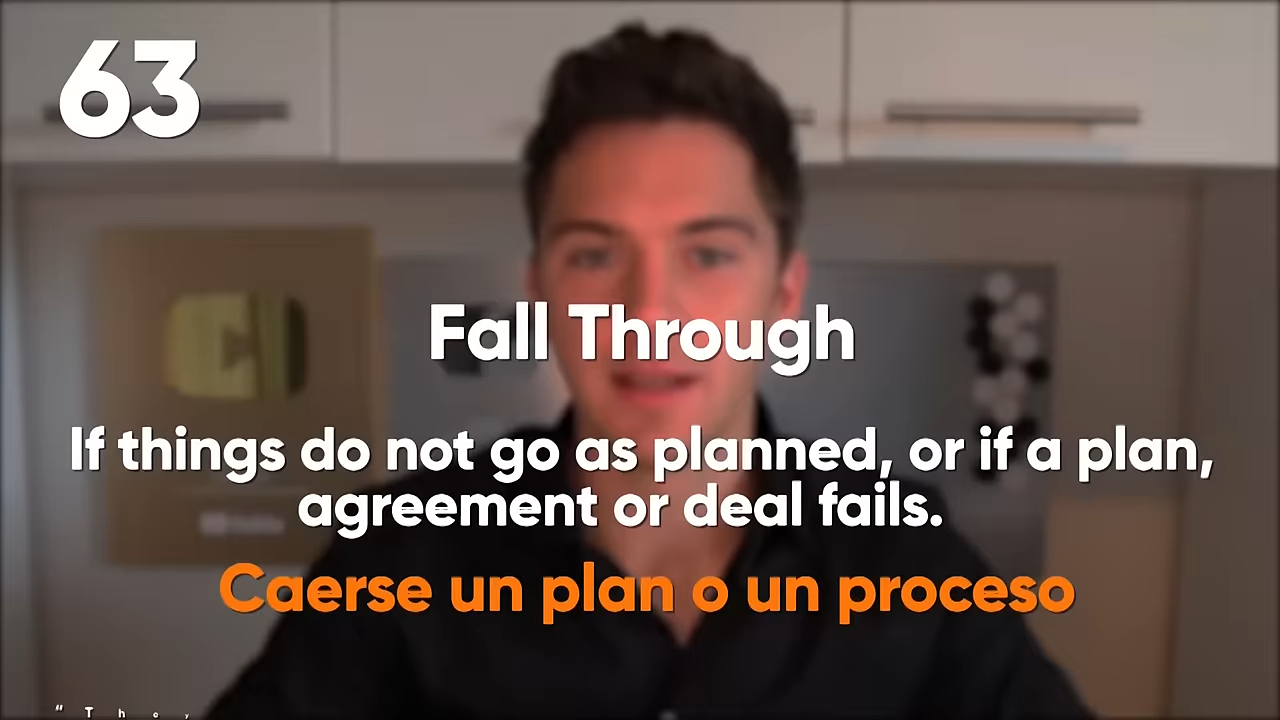 63
Fall Through
If things do not go as planned, or if a plan,
agreement or deal fails.
Caerse un plan o un proceso